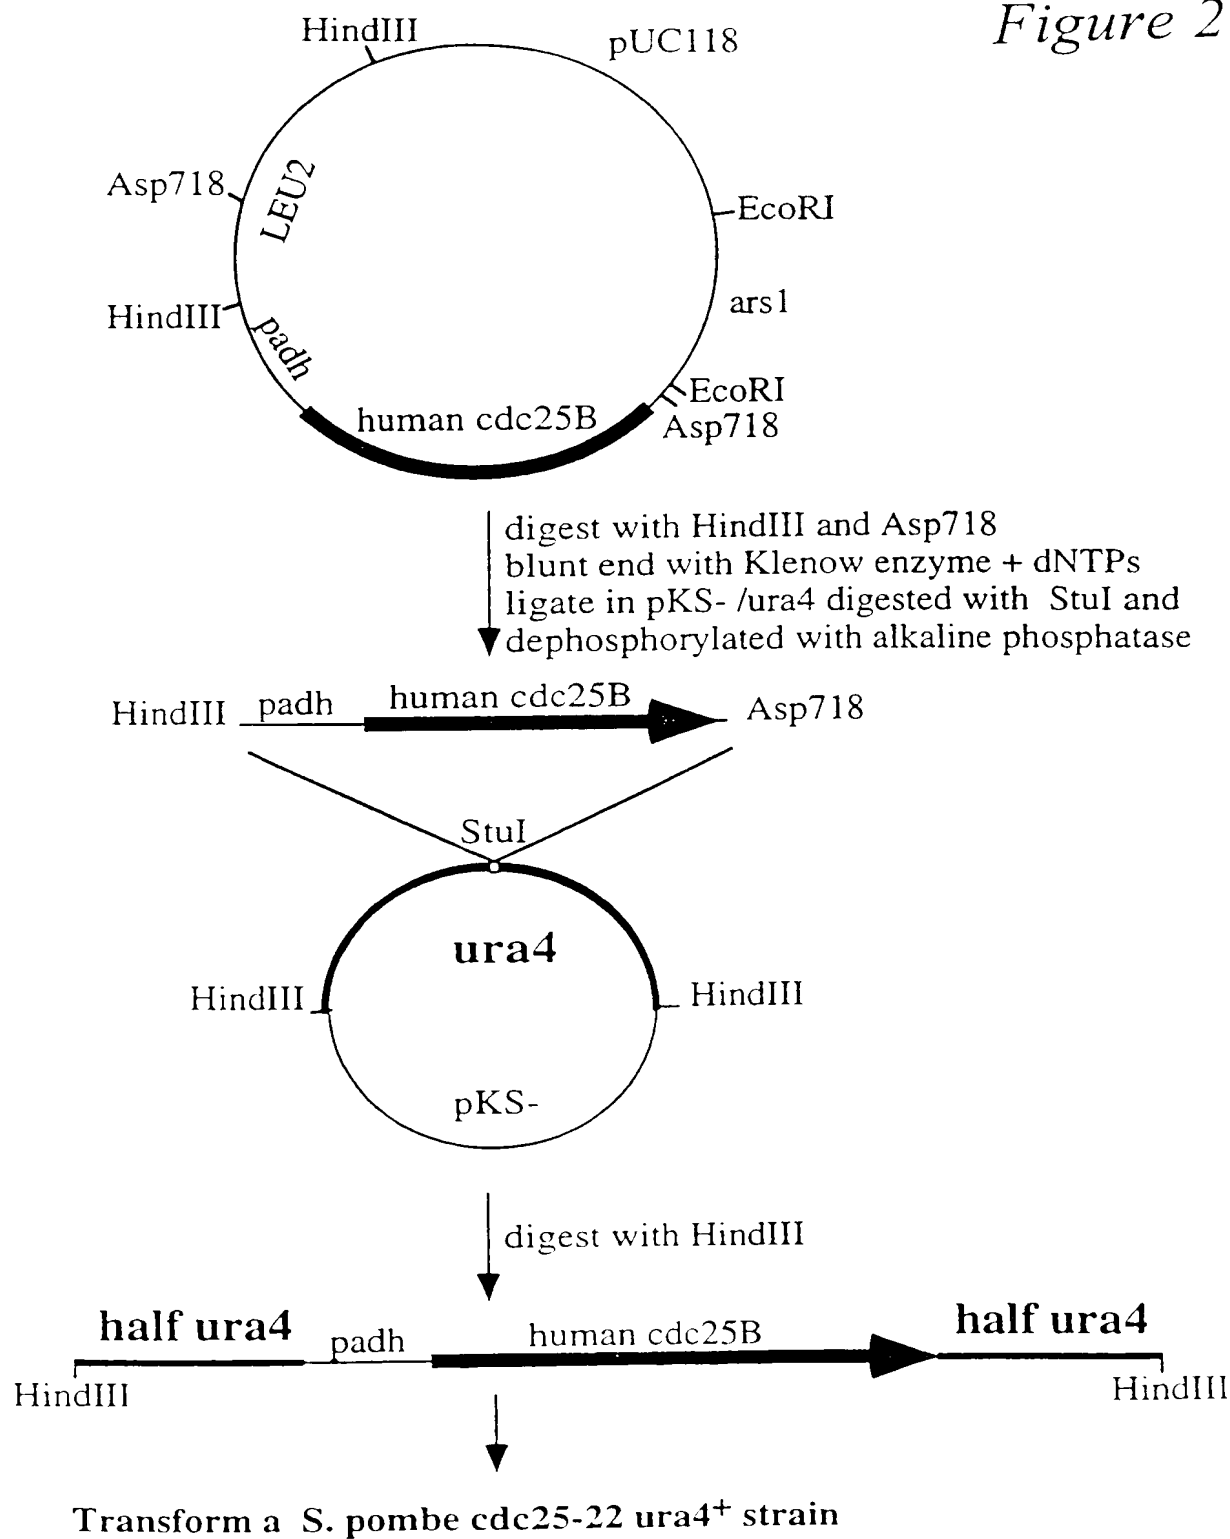 Figure 2
HindIII
pUC118
Asp718
LEU2
EcoRI
HindIII
ars1
padh
EcoRI
human cdc25B
Asp718
digest with HindIII and Asp718
blunt end with Klenow enzyme + dNTPs
ligate in pKS- /ura4 digested with StuI and
dephosphorylated with alkaline phosphatase
HindIII
padh
human cdc25B
Asp718
StuI
ura4
HindIII
HindIII
pKS-
digest with HindIII
half ura4
padh
human cdc25B
half ura4
HindIII
HindIII
Transform a S. pombe cdc25-22 ura4+ strain